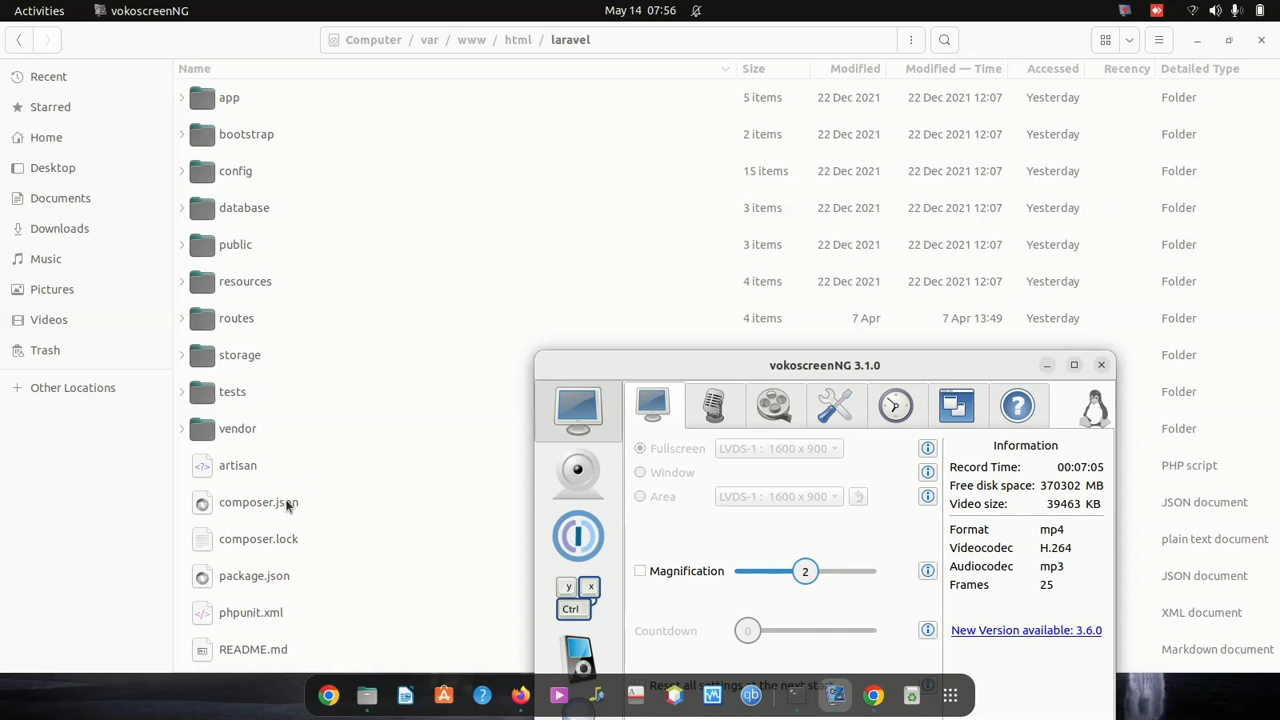 Activities vokoscreenNG May 14 07:56
Computer / var / www / html / laravel
Name Size Modified Modified — Time Accessed Recency Detailed Type
Recent
Starred
Home
Desktop
Documents
Downloads
Music
Pictures
Videos
Trash
Other Locations
app 5 items 22 Dec 2021 22 Dec 2021 12:07 Yesterday Folder
bootstrap 2 items 22 Dec 2021 22 Dec 2021 12:07 Yesterday Folder
config 15 items 22 Dec 2021 22 Dec 2021 12:07 Yesterday Folder
database 3 items 22 Dec 2021 22 Dec 2021 12:07 Yesterday Folder
public 3 items 22 Dec 2021 22 Dec 2021 12:07 Yesterday Folder
resources 4 items 22 Dec 2021 22 Dec 2021 12:07 Yesterday Folder
routes 4 items 7 Apr 7 Apr 13:49 Yesterday Folder
storage Folder
tests Folder
vendor Folder
artisan PHP script
composer.json JSON document
composer.lock plain text document
package.json JSON document
phpunit.xml XML document
README.md Markdown document
vokoscreenNG 3.1.0
Fullscreen LVDS-1 : 1600 x 900
Window
Area LVDS-1 : 1600 x 900
Magnification 2
Countdown 0
Reset all settings at the next star
y x
Ctrl
Information
Record Time: 00:07:05
Free disk space: 370302 MB
Video size: 39463 KB
Format mp4
Videocodec H.264
Audiocodec mp3
Frames 25
New Version available: 3.6.0
qb